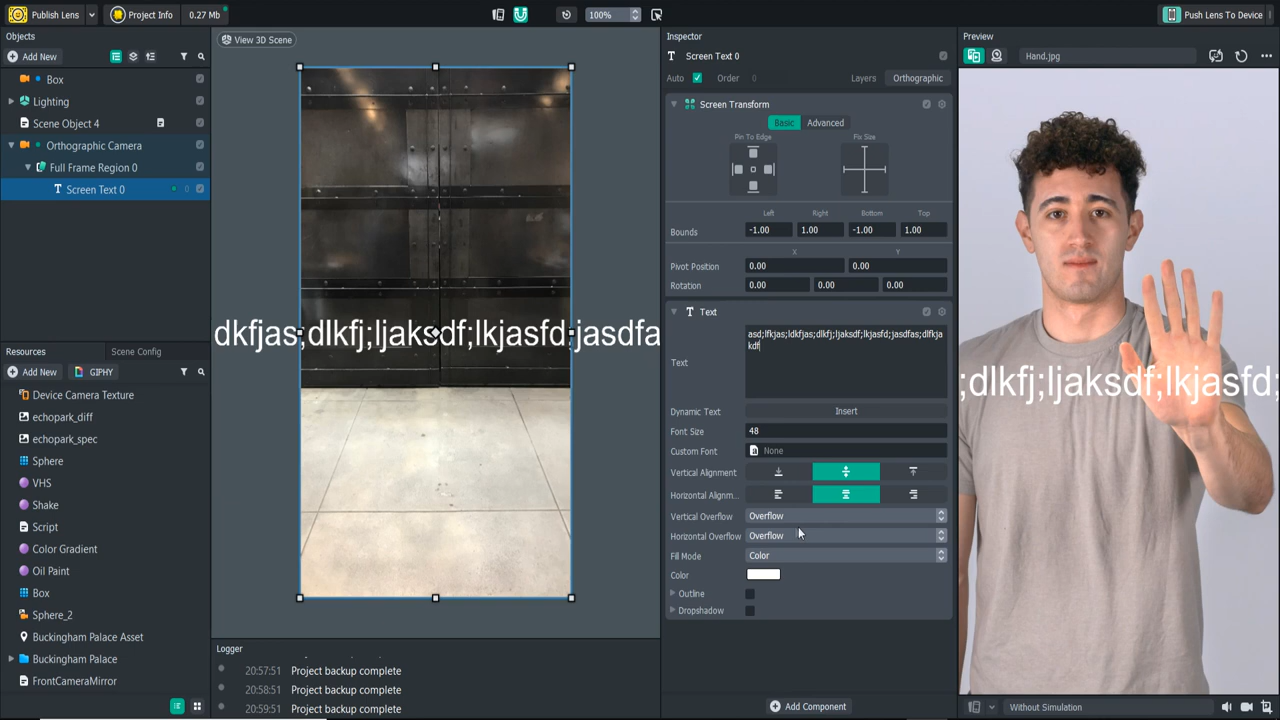 Publish Lens
Project Info
0.27 Mb
100%
Push Lens To Device
Objects
Add New
Box
Lighting
Scene Object 4
Orthographic Camera
Full Frame Region 0
Screen Text 0
Resources
Scene Config
Add New
GIPHY
Device Camera Texture
echopark_diff
echopark_spec
Sphere
VHS
Shake
Script
Color Gradient
Oil Paint
Box
Sphere_2
Buckingham Palace Asset
Buckingham Palace
FrontCameraMirror
View 3D Scene
dkfjas;dlkfj;ljaksdf;lkjasfd;jasdfa
Logger
20:57:51 Project backup complete
20:58:51 Project backup complete
20:59:51 Project backup complete
Inspector
Screen Text 0
Auto Order 0 Layers Orthographic
Screen Transform
Basic Advanced
Pin To Edge Fix Size
Left Right Bottom Top
Bounds -1.00 1.00 -1.00 1.00
X Y
Pivot Position 0.00 0.00
Rotation 0.00 0.00 0.00
Text
asd;lfkjas;ldkfjas;dlkfj;ljaksdf;lkjasfd;jasdfas;dlfkja
kdf
Text
Dynamic Text Insert
Font Size 48
Custom Font None
Vertical Alignment
Horizontal Alignm...
Vertical Overflow Overflow
Horizontal Overflow Overflow
Fill Mode Color
Color
Outline
Dropshadow
Add Component
Preview
Hand.jpg
;dlkfj;ljaksdf;lkjasfd;
Without Simulation